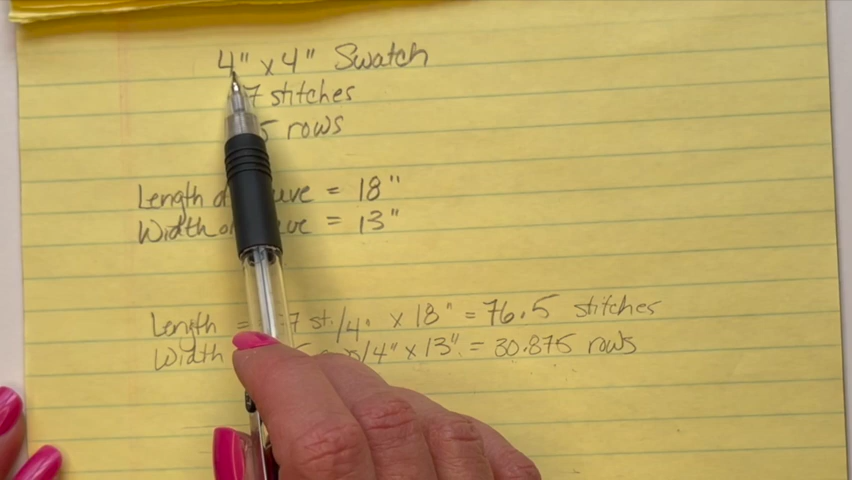 4" x 4" Swatch
7 stitches
5 rows
Length = 18"
Width = 13"
Length = 7 st./4" x 18" = 76.5 stitches
Width /4" x 13" = 30.875 rows